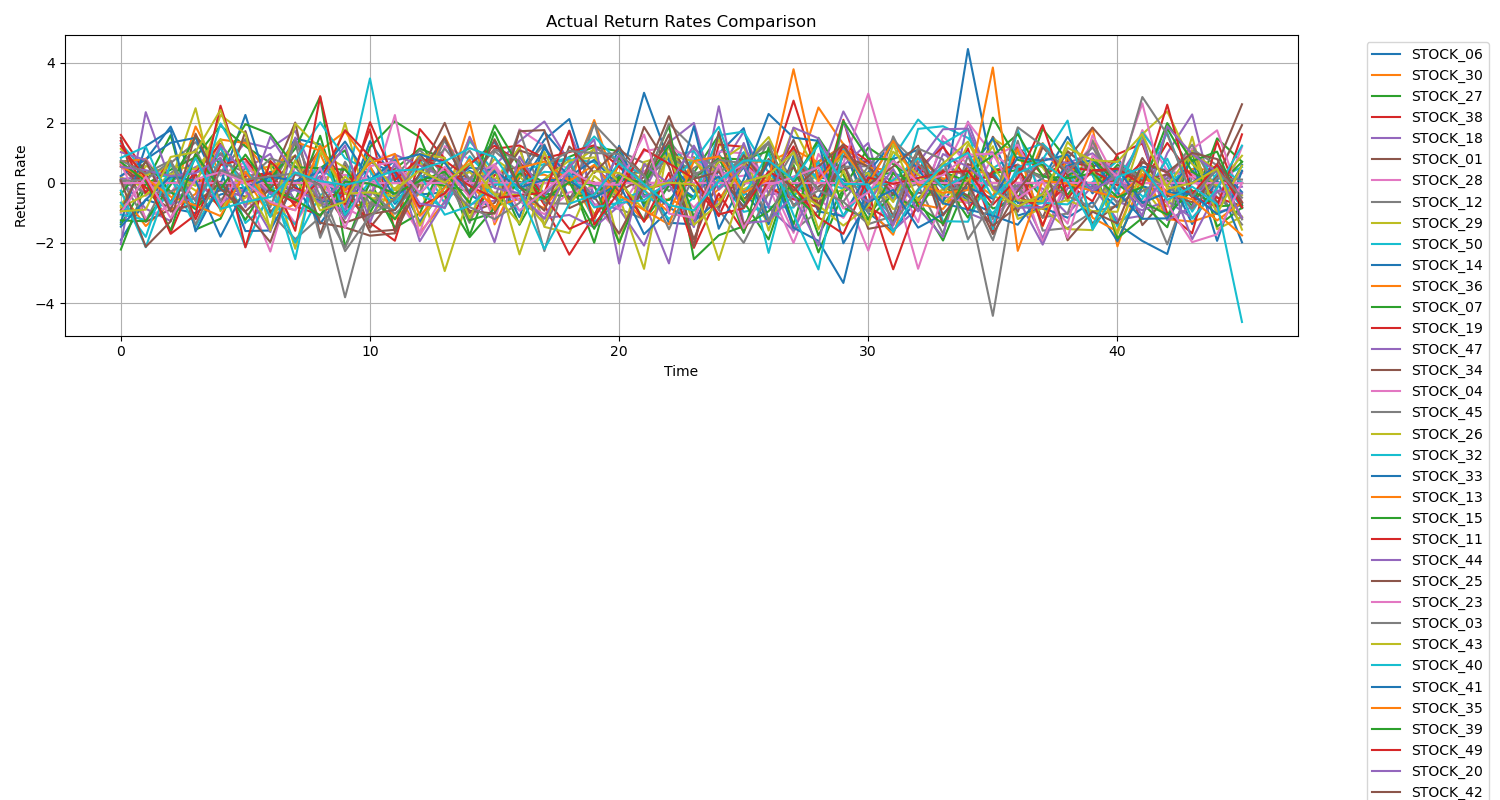 Actual Return Rates Comparison
Return Rate
4
2
0
−2
−4
0
10
20
30
40
Time
STOCK_06
STOCK_30
STOCK_27
STOCK_38
STOCK_18
STOCK_01
STOCK_28
STOCK_12
STOCK_29
STOCK_50
STOCK_14
STOCK_36
STOCK_07
STOCK_19
STOCK_47
STOCK_34
STOCK_04
STOCK_45
STOCK_26
STOCK_32
STOCK_33
STOCK_13
STOCK_15
STOCK_11
STOCK_44
STOCK_25
STOCK_23
STOCK_03
STOCK_43
STOCK_40
STOCK_41
STOCK_35
STOCK_39
STOCK_49
STOCK_20
STOCK_42